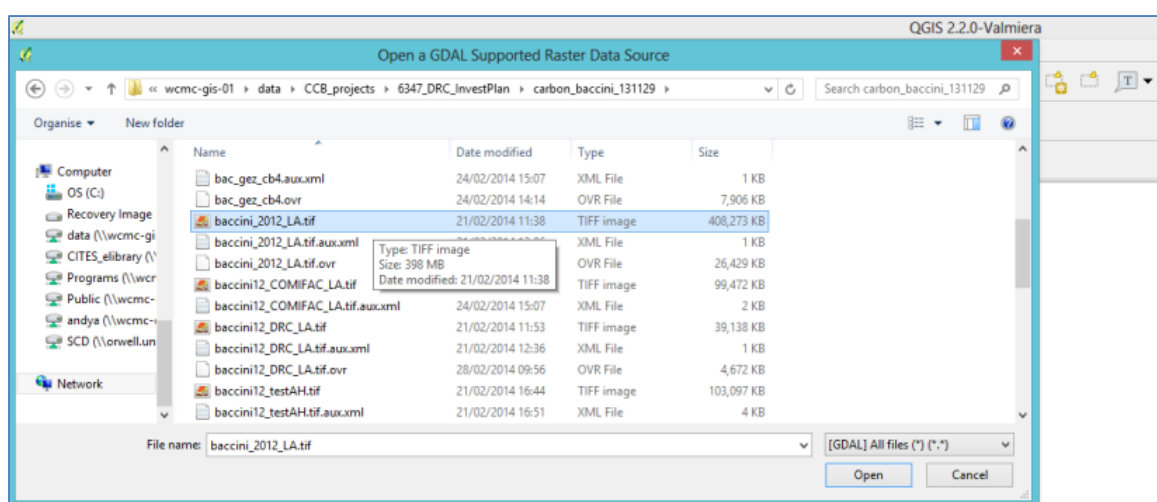 QGIS 2.2.0-Valmiera
Open a GDAL Supported Raster Data Source
« wcmc-gis-01 data CCB_projects 6347_DRC_InvestPlan carbon_baccini_131129 Search carbon_baccini_131129
T
Organise New folder
Name Date modified Type Size
Computer
OS (C:)
Recovery Image
data (\\wcmc-gi
CITES_elibrary (\
Programs (\\wcr
Public (\\wcmc-
andya (\\wcmc-
SCD (\\orwell.un
Network
bac_gez_cb4.aux.xml 24/02/2014 15:07 XML File 1 KB
bac_gez_cb4.ovr 24/02/2014 14:14 OVR File 7,906 KB
baccini_2012_LA.tif 21/02/2014 11:38 TIFF image 408,273 KB
baccini_2012_LA.tif.aux.xml XML File 1 KB
baccini_2012_LA.tif.ovr OVR File 26,429 KB
baccini12_COMIFAC_LA.tif TIFF image 99,472 KB
baccini12_COMIFAC_LA.tif.aux.xml 24/02/2014 15:07 XML File 2 KB
baccini12_DRC_LA.tif 21/02/2014 11:53 TIFF image 39,138 KB
baccini12_DRC_LA.tif.aux.xml 21/02/2014 12:36 XML File 1 KB
baccini12_DRC_LA.tif.ovr 28/02/2014 09:56 OVR File 4,672 KB
baccini12_testAH.tif 21/02/2014 16:44 TIFF image 103,097 KB
baccini12_testAH.tif.aux.xml 21/02/2014 16:51 XML File 4 KB
Type: TIFF image
Size: 398 MB
Date modified: 21/02/2014 11:38
File name: baccini_2012_LA.tif [GDAL] All files (*) (*.*)
Open Cancel